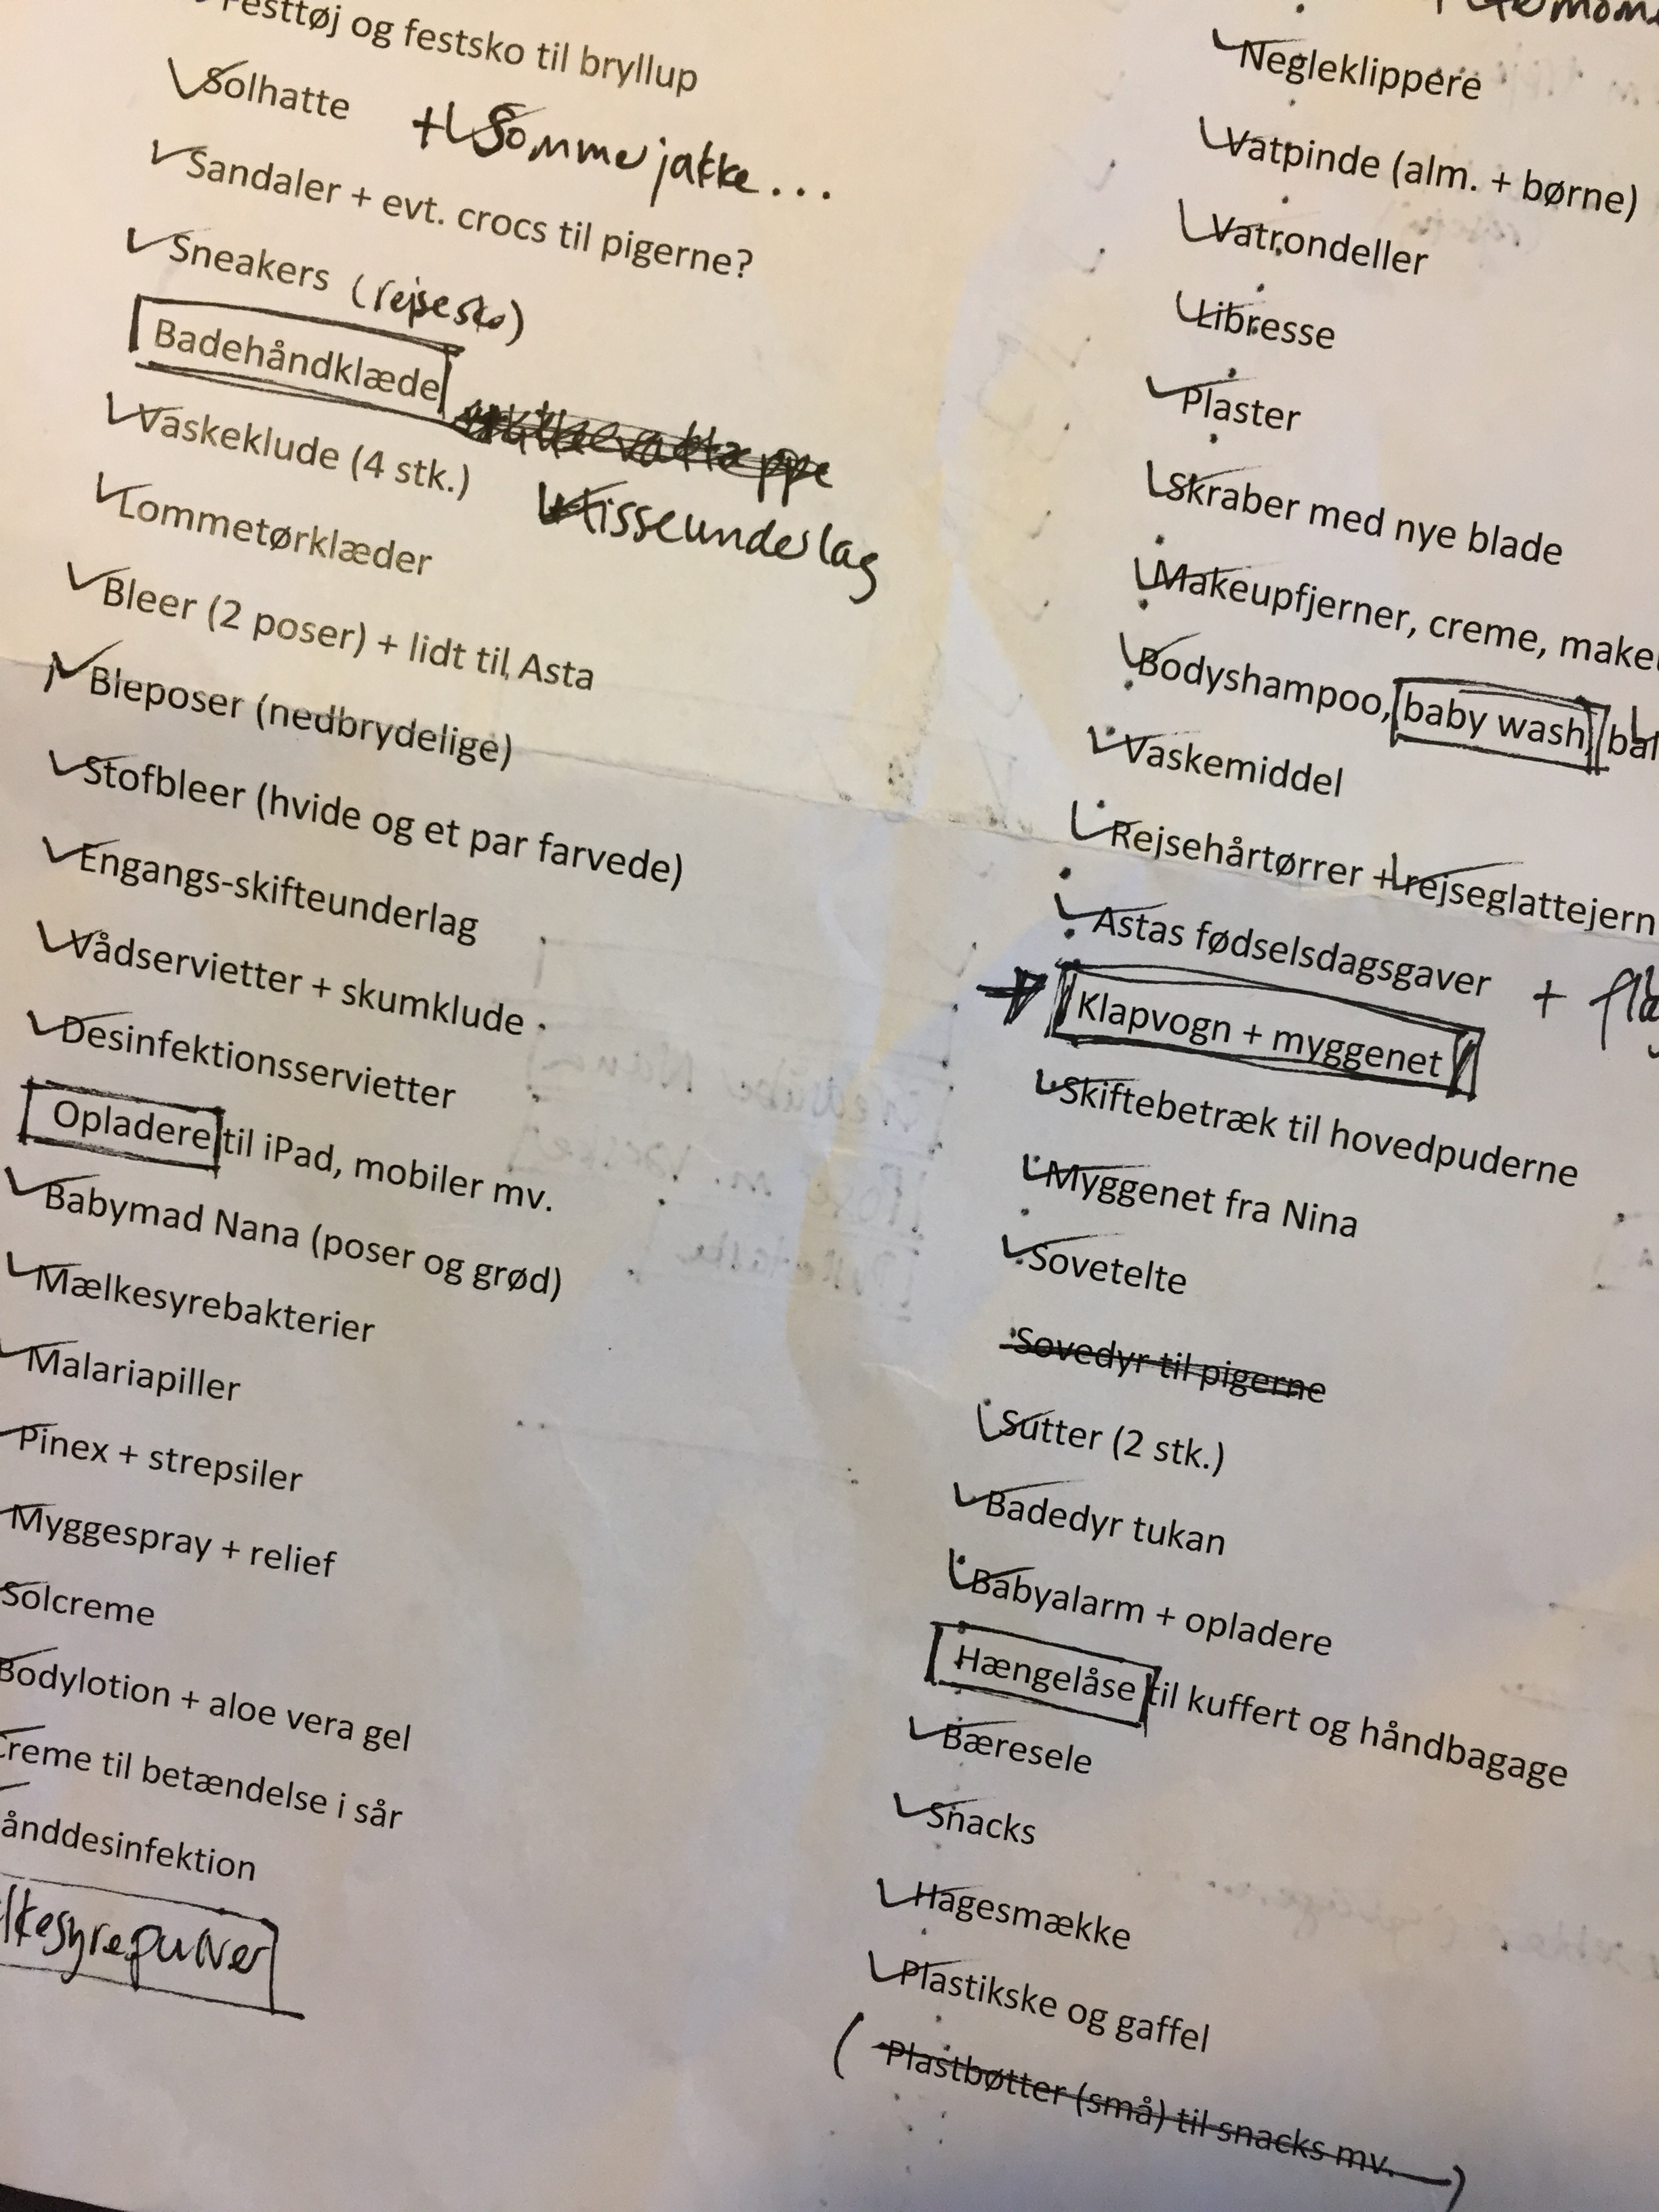 Festtøj og festsko til bryllup
Solhatte
+ Sommerjakke...
Sandaler + evt. crocs til pigerne?
Sneakers (rejsesko)
Badehåndklæde
Vaskeklude (4 stk.)
tisseunderlag
Lommetørklæder
Bleer (2 poser) + lidt til Asta
Bleposer (nedbrydelige)
Stofbleer (hvide og et par farvede)
Engangs-skifteunderlag
Vådservietter + skumklude
Desinfektionsservietter
Opladere til iPad, mobiler mv.
Babymad Nana (poser og grød)
Mælkesyrebakterier
Malariapiller
Pinex + strepsiler
Myggespray + relief
Solcreme
Bodylotion + aloe vera gel
Creme til betændelse i sår
ånddesinfektion
lkesyrepulver
Negleklippere
Vatpinde (alm. + børne)
Vatrondeller
Libresse
Plaster
Skraber med nye blade
Makeupfjerner, creme, make
Bodyshampoo, baby wash, bal
Vaskemiddel
Rejsehårtørrer + rejseglattejern
Astas fødselsdagsgaver + fla
Klapvogn + myggenet
Skiftebetræk til hovedpuderne
Myggenet fra Nina
Sovetelte
Sovedyr til pigerne
Sutter (2 stk.)
Badedyr tukan
Babyalarm + opladere
Hængelåse til kuffert og håndbagage
Bæresele
Snacks
Hagesmække
Plastikske og gaffel
(Plastbøtter (små) til snacks mv.)